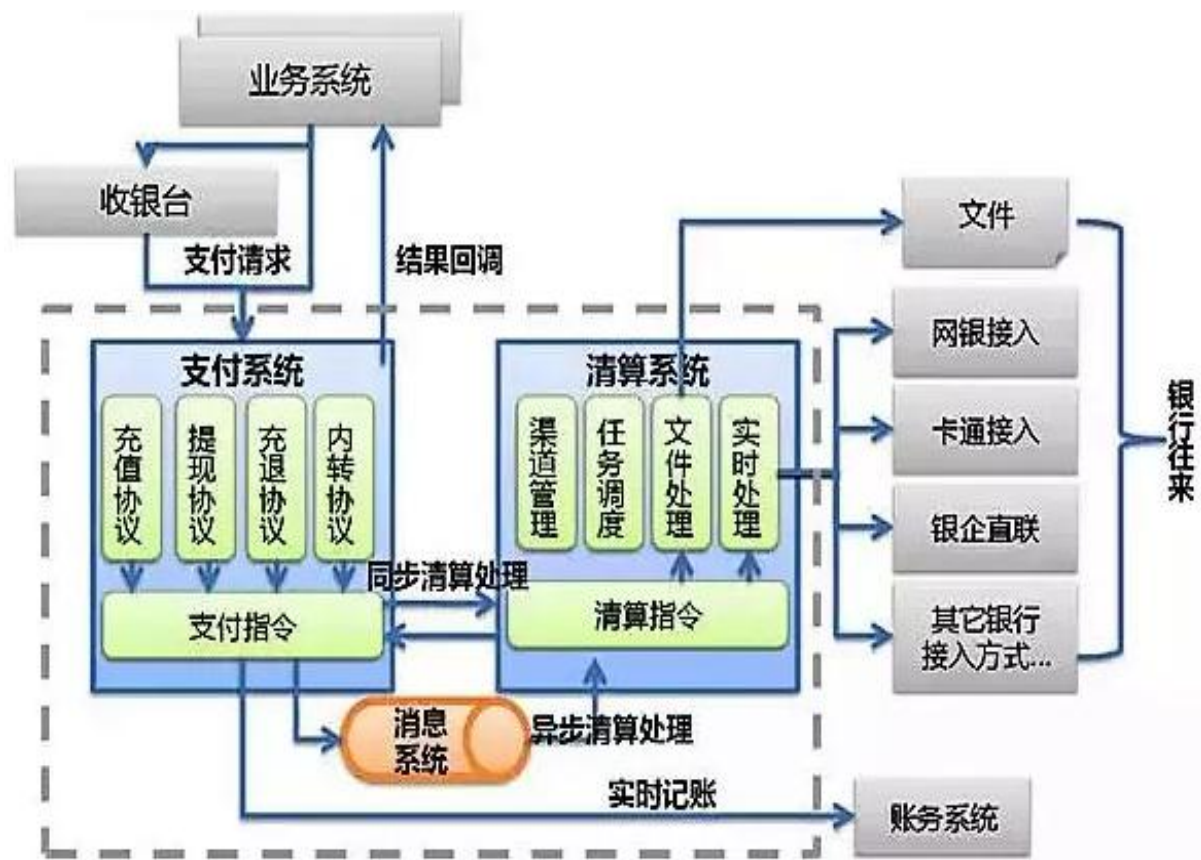 业务系统
收银台
支付请求
结果回调
文件
支付系统
清算系统
网银接入
充值协议
提现协议
充退协议
内转协议
渠道管理
任务调度
文件处理
实时处理
卡通接入
银行往来
银企直联
同步清算处理
支付指令
清算指令
其它银行
接入方式...
消息
系统
异步清算处理
实时记账
账务系统